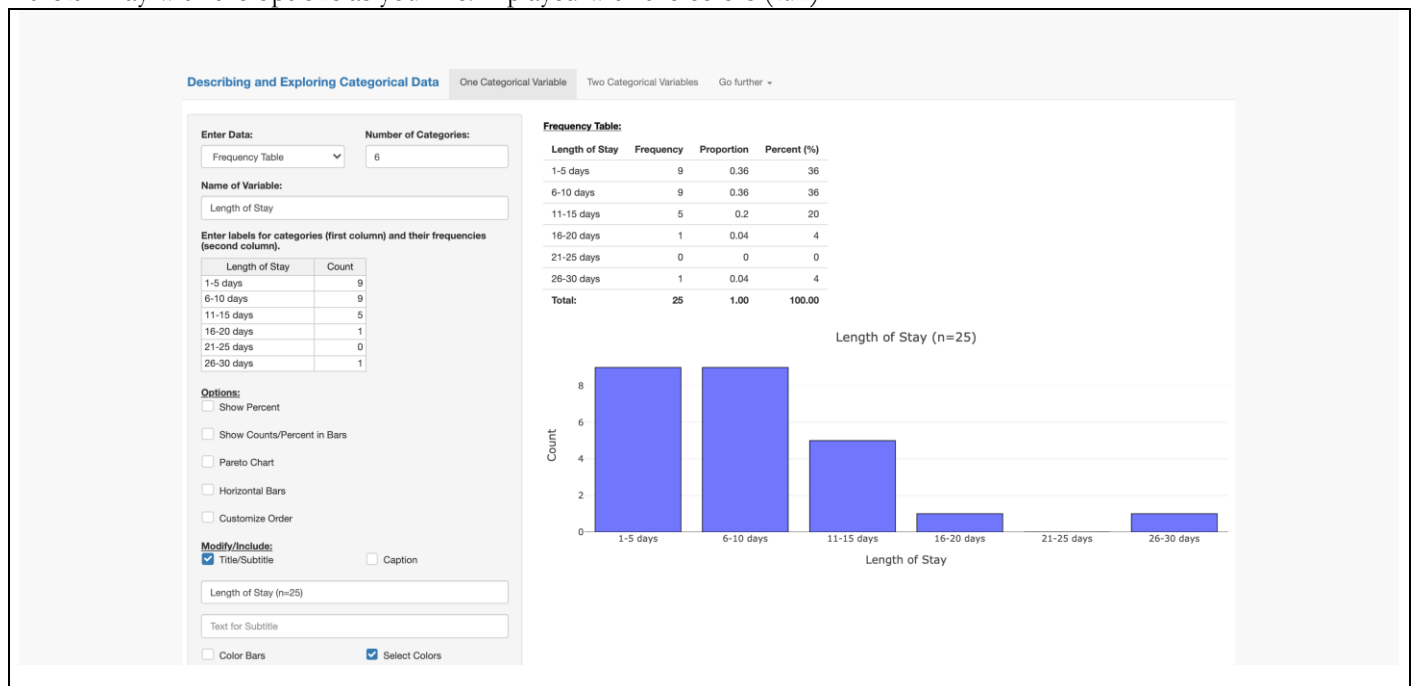 Describing and Exploring Categorical Data One Categorical Variable Two Categorical Variables Go further
Enter Data: Number of Categories:
Frequency Table 6
Name of Variable:
Length of Stay
Enter labels for categories (first column) and their frequencies
(second column).
Length of Stay Count
1-5 days 9
6-10 days 9
11-15 days 5
16-20 days 1
21-25 days 0
26-30 days 1
Options:
Show Percent
Show Counts/Percent in Bars
Pareto Chart
Horizontal Bars
Customize Order
Modify/Include:
Title/Subtitle Caption
Length of Stay (n=25)
Text for Subtitle
Color Bars Select Colors
Frequency Table:
Length of Stay Frequency Proportion Percent (%)
1-5 days 9 0.36 36
6-10 days 9 0.36 36
11-15 days 5 0.2 20
16-20 days 1 0.04 4
21-25 days 0 0 0
26-30 days 1 0.04 4
Total: 25 1.00 100.00
Length of Stay (n=25)
Count
8
6
4
2
0
1-5 days 6-10 days 11-15 days 16-20 days 21-25 days 26-30 days
Length of Stay